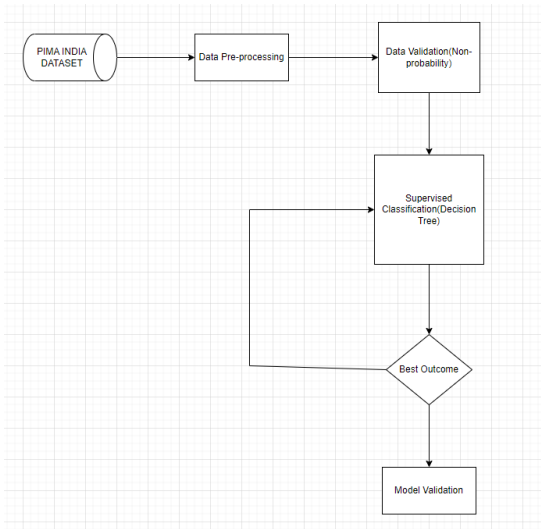 PIMA INDIA
DATASET
Data Pre-processing
Data Validation(Non-
probability)
Supervised
Classification(Decision
Tree)
Best Outcome
Model Validation